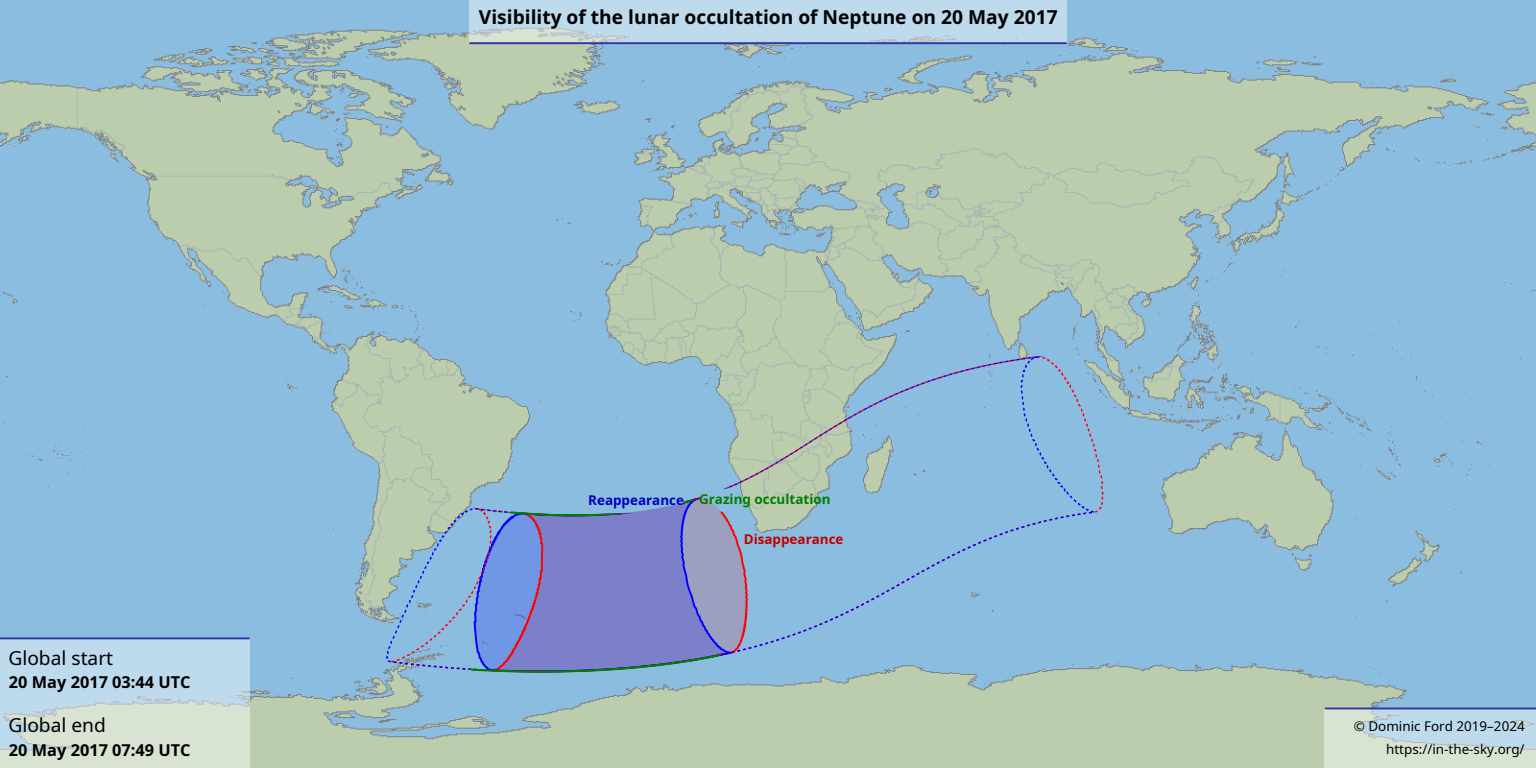 Visibility of the lunar occultation of Neptune on 20 May 2017
Reappearance
Grazing occultation
Disappearance
Global start
20 May 2017 03:44 UTC
Global end
20 May 2017 07:49 UTC
© Dominic Ford 2019–2024
https://in-the-sky.org/